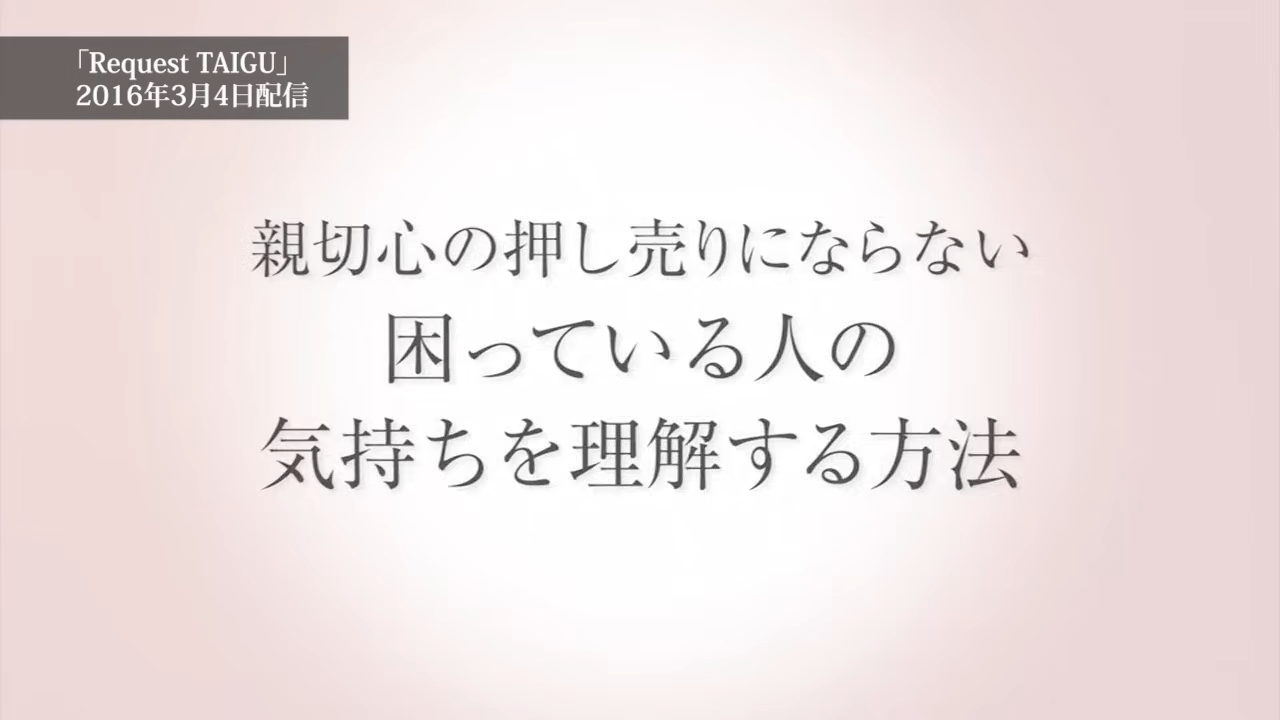 「Request TAIGU」
2016年3月4日配信
親切心の押し売りにならない
困っている人の
気持ちを理解する方法